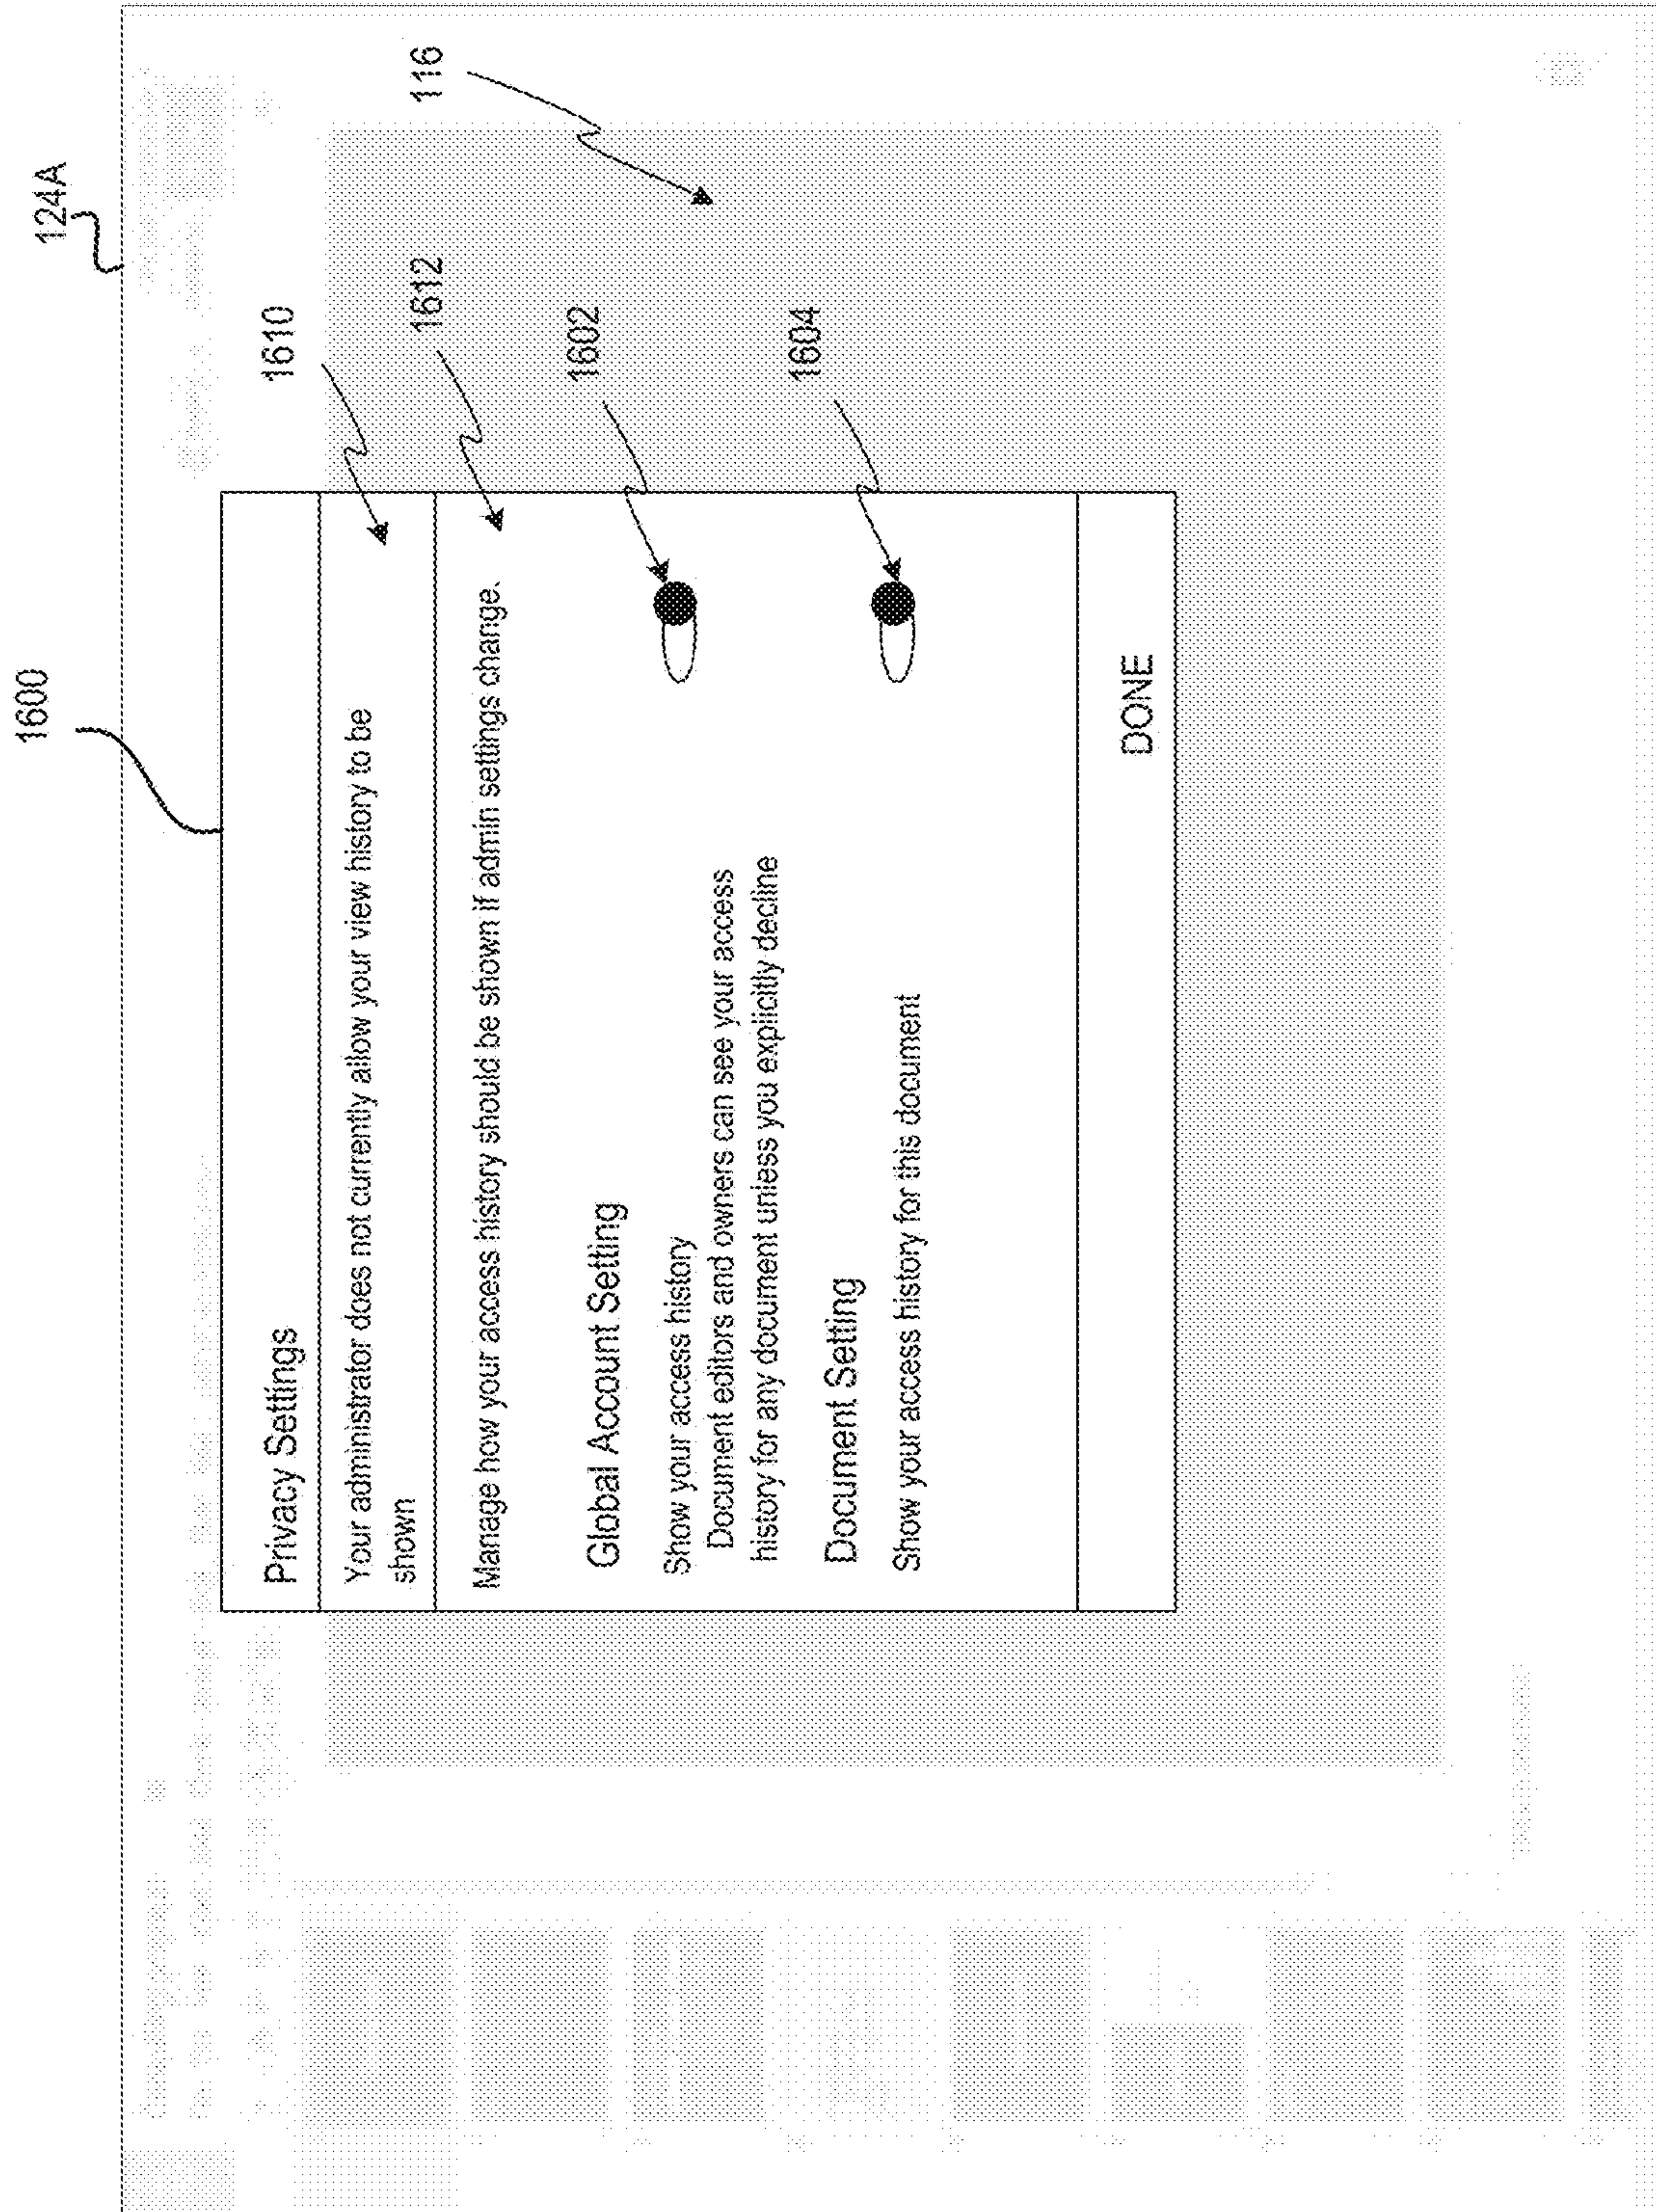 124A
1600
116
1610
1612
1602
1604
Privacy Settings
Your administrator does not currently allow your view history to be
shown
Manage how your access history should be shown if admin settings change.
Global Account Setting
Show your access history
Document editors and owners can see your access
history for any document unless you explicitly decline
Document Setting
Show your access history for this document
DONE